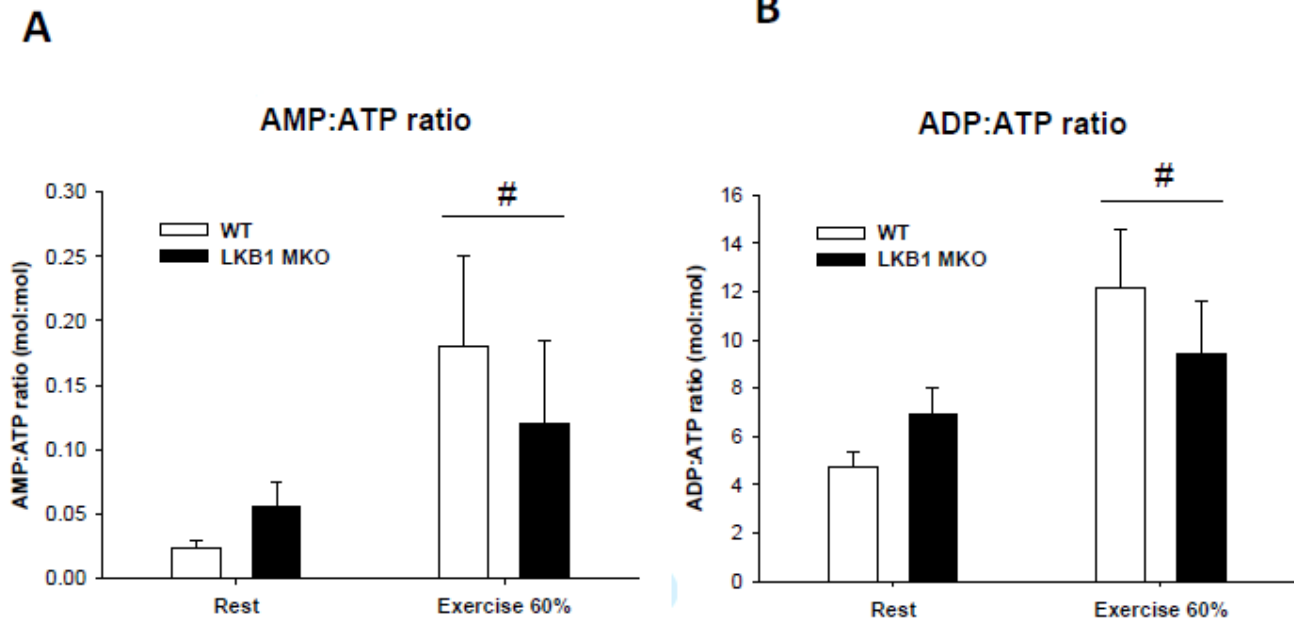 A
AMP:ATP ratio
#
0.30
0.25
0.20
0.15
0.10
0.05
0.00
AMP:ATP ratio (mol:mol)
WT
LKB1 MKO
Rest
Exercise 60%
B
ADP:ATP ratio
#
16
14
12
10
8
6
4
2
0
ADP:ATP ratio (mol:mol)
WT
LKB1 MKO
Rest
Exercise 60%